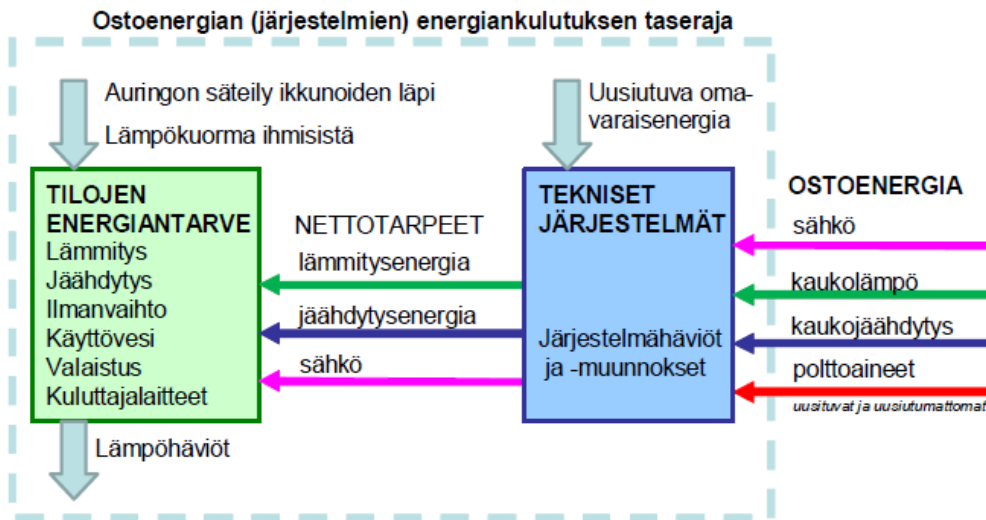 Ostoenergian (järjestelmien) energiankulutuksen taseraja
Auringon säteily ikkunoiden läpi
Lämpökuorma ihmisistä
Uusiutuva oma-
varaisenergia
TILOJEN
ENERGIANTARVE
Lämmitys
Jäähdytys
Ilmanvaihto
Käyttövesi
Valaistus
Kuluttajalaitteet
NETTOTARPEET
lämmitysenergia
jäähdytysenergia
sähkö
TEKNISET
JÄRJESTELMÄT
Järjestelmähäviöt
ja -muunnokset
OSTOENERGIA
sähkö
kaukolämpö
kaukojäähdytys
polttoaineet
uusituvat ja uusiutumattomat
Lämpöhäviöt